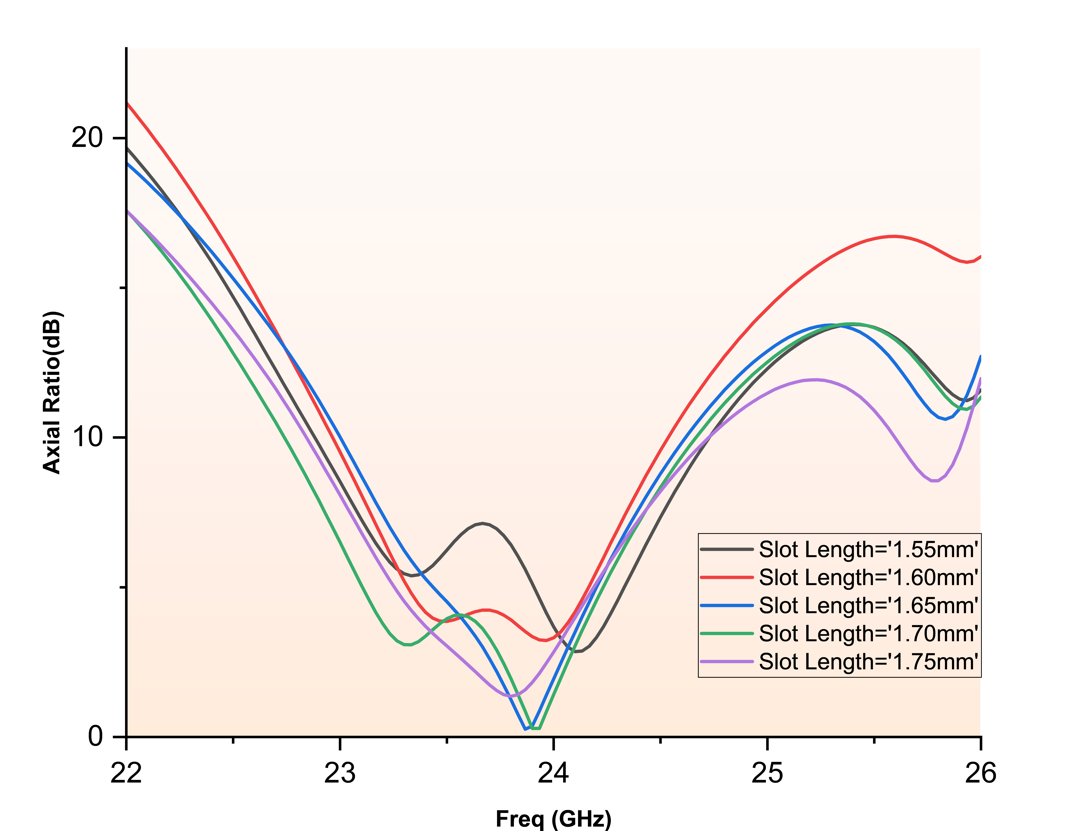 20
10
0
Axial Ratio(dB)
Slot Length='1.55mm'
Slot Length='1.60mm'
Slot Length='1.65mm'
Slot Length='1.70mm'
Slot Length='1.75mm'
22 23 24 25 26
Freq (GHz)